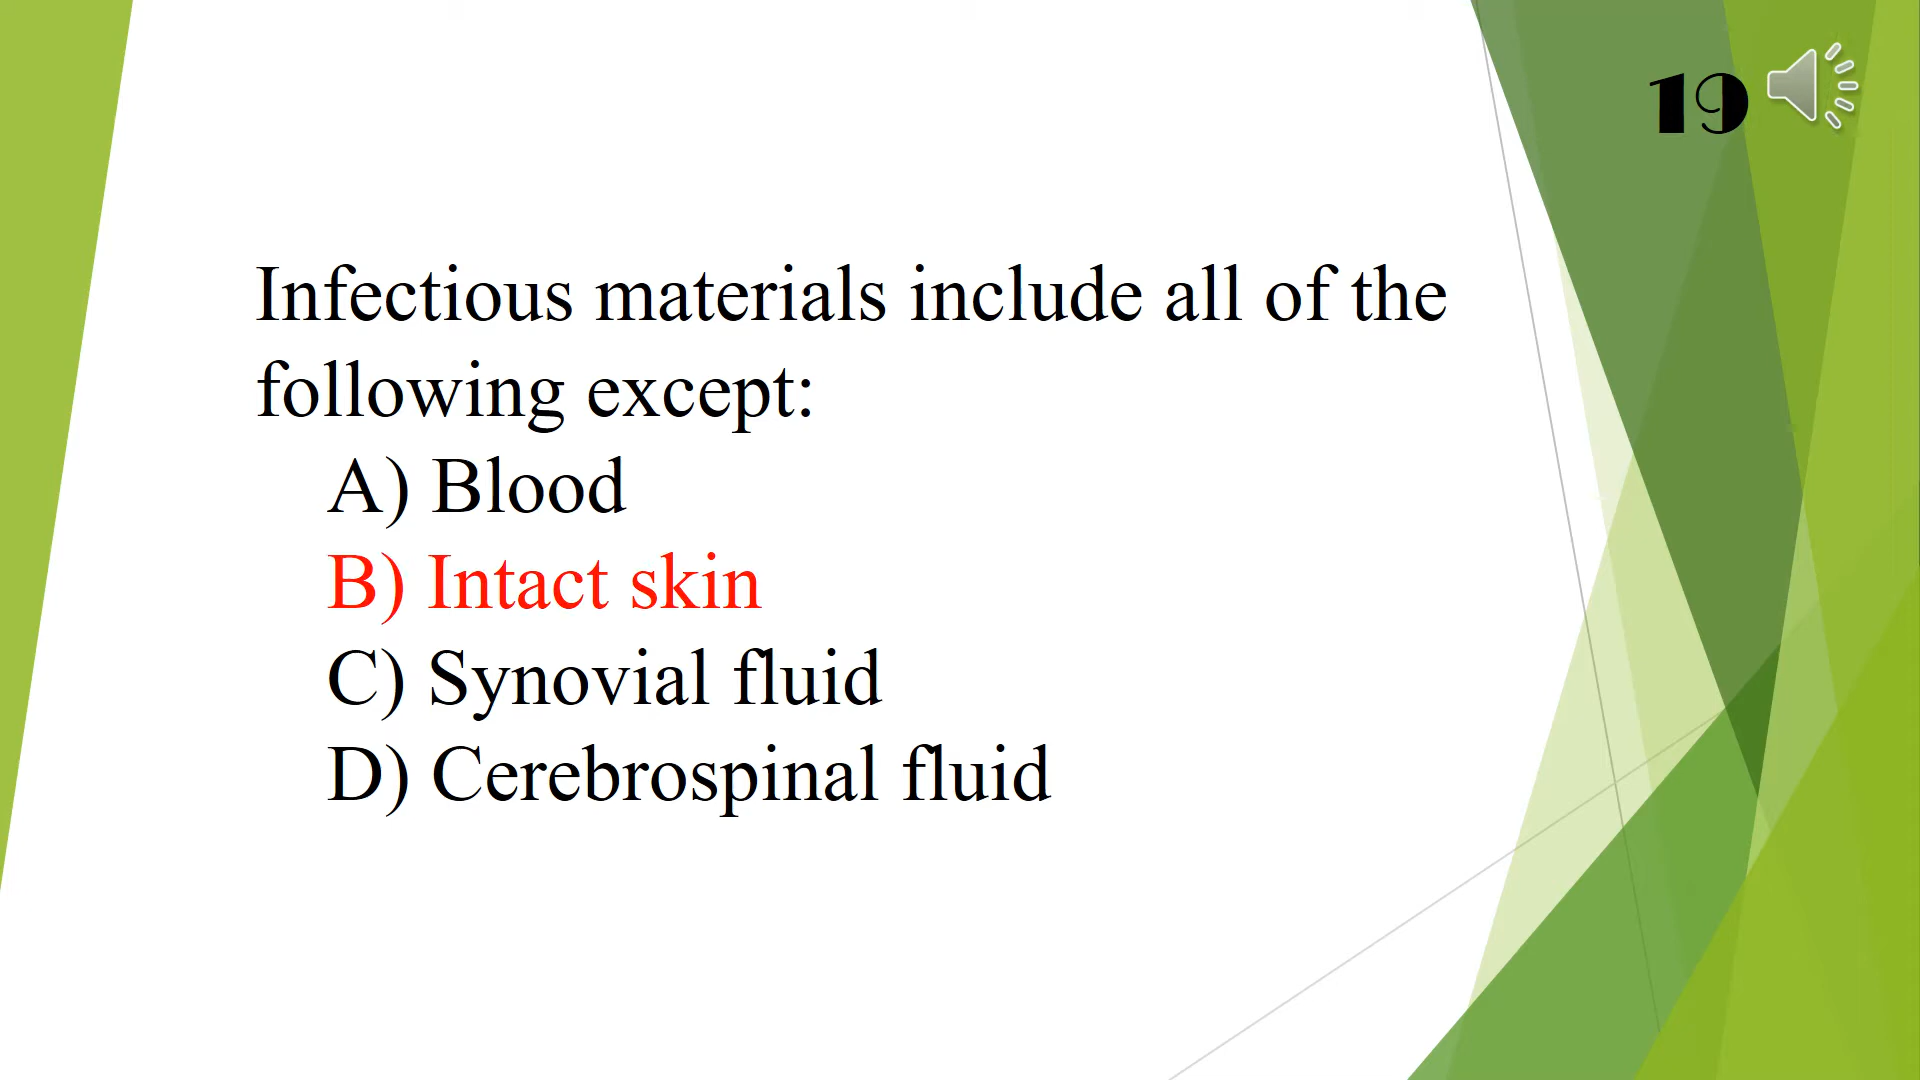 19
Infectious materials include all of the
following except:
A) Blood
B) Intact skin
C) Synovial fluid
D) Cerebrospinal fluid